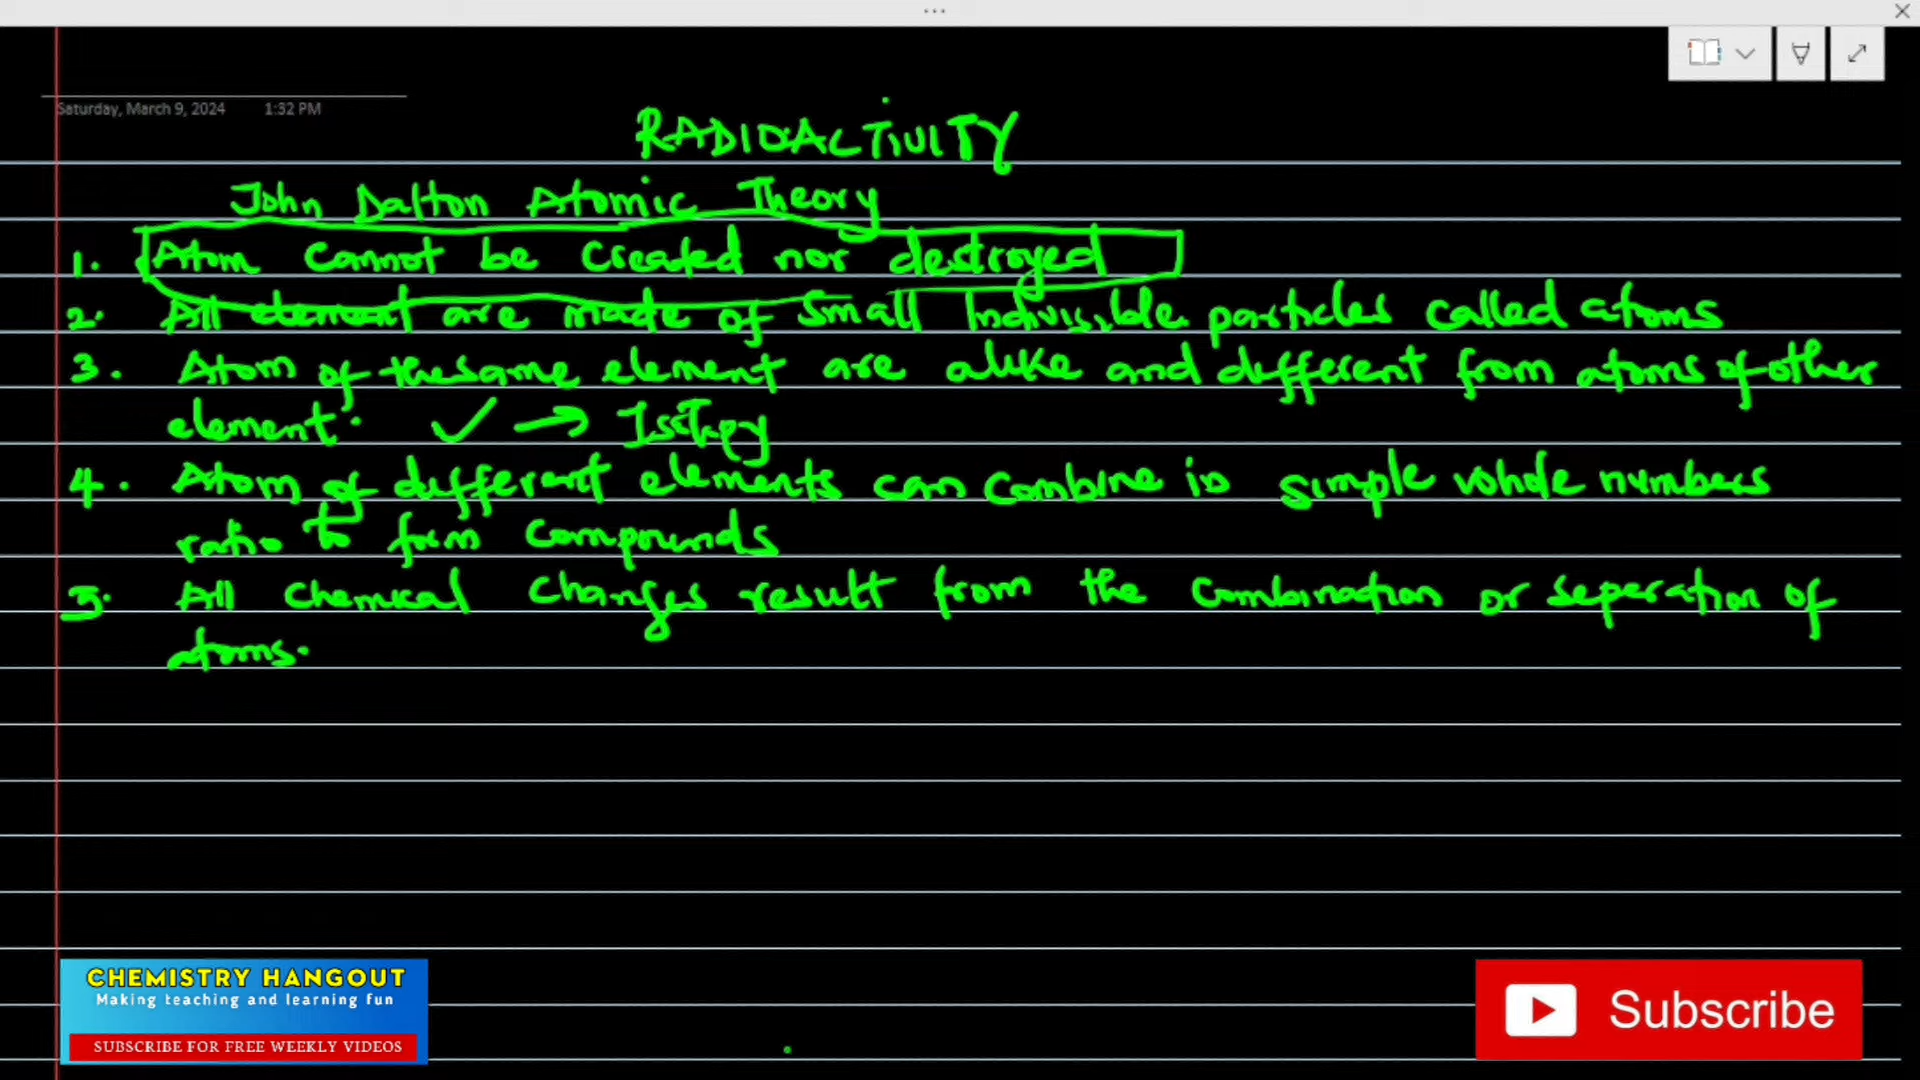 Saturday, March 9, 2024 1:32 PM
RADIOACTIVITY
John Dalton Atomic Theory
1. Atom cannot be created nor destroyed
2. All element are made of small Indivisible particles called atoms
3. Atom of thesame element are alike and different from atoms of other
element. ✓ → Isotopy
4. Atom of different elements can combine in simple whole numbers
ratio to form compounds
5. All chemical changes result from the combination or seperation of
atoms.
CHEMISTRY HANGOUT
Making teaching and learning fun
SUBSCRIBE FOR FREE WEEKLY VIDEOS
Subscribe